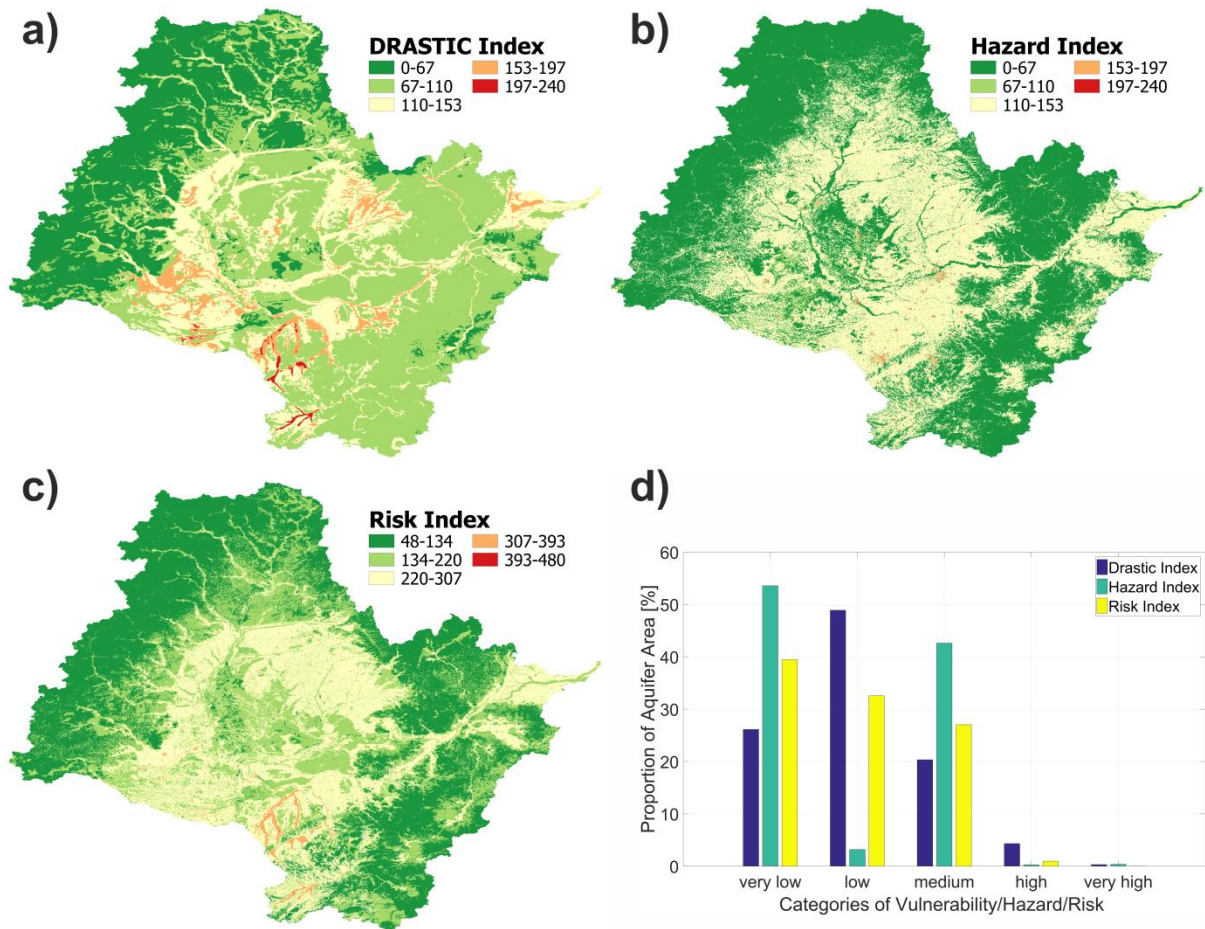 a)
DRASTIC Index
0-67 153-197
67-110 197-240
110-153
b)
Hazard Index
0-67 153-197
67-110 197-240
110-153
c)
Risk Index
48-134 307-393
134-220 393-480
220-307
d)
60
50
40
30
20
10
0
Proportion of Aquifer Area [%]
Drastic Index
Hazard Index
Risk Index
very low low medium high very high
Categories of Vulnerability/Hazard/Risk